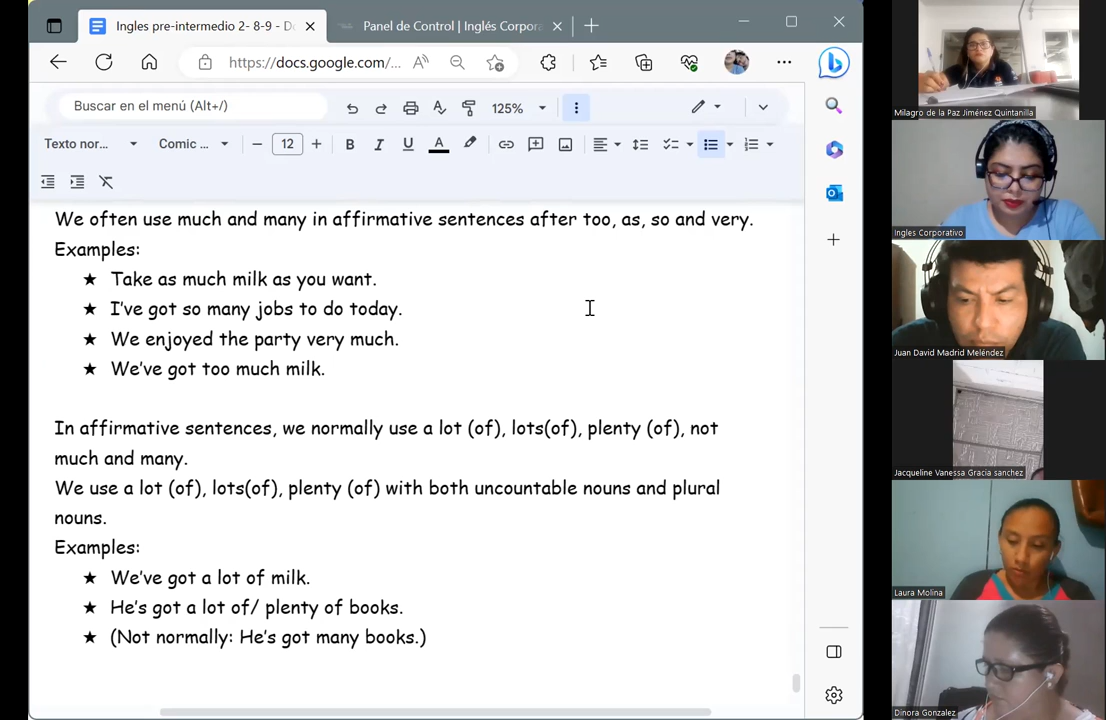 Ingles pre-intermedio 2- 8-9 - Do
Panel de Control | Inglés Corpora
https://docs.google.com/...
Buscar en el menú (Alt+/)
125%
Texto nor...
Comic ...
12
We often use much and many in affirmative sentences after too, as, so and very.
Examples:
★ Take as much milk as you want.
★ I've got so many jobs to do today.
★ We enjoyed the party very much.
★ We've got too much milk.
In affirmative sentences, we normally use a lot (of), lots(of), plenty (of), not
much and many.
We use a lot (of), lots(of), plenty (of) with both uncountable nouns and plural
nouns.
Examples:
★ We've got a lot of milk.
★ He's got a lot of/ plenty of books.
★ (Not normally: He's got many books.)
Milagro de la Paz Jiménez Quintanilla
Ingles Corporativo
Juan David Madrid Meléndez
Jacqueline Vanessa Gracia sanchez
Laura Molina
Dinora Gonzalez